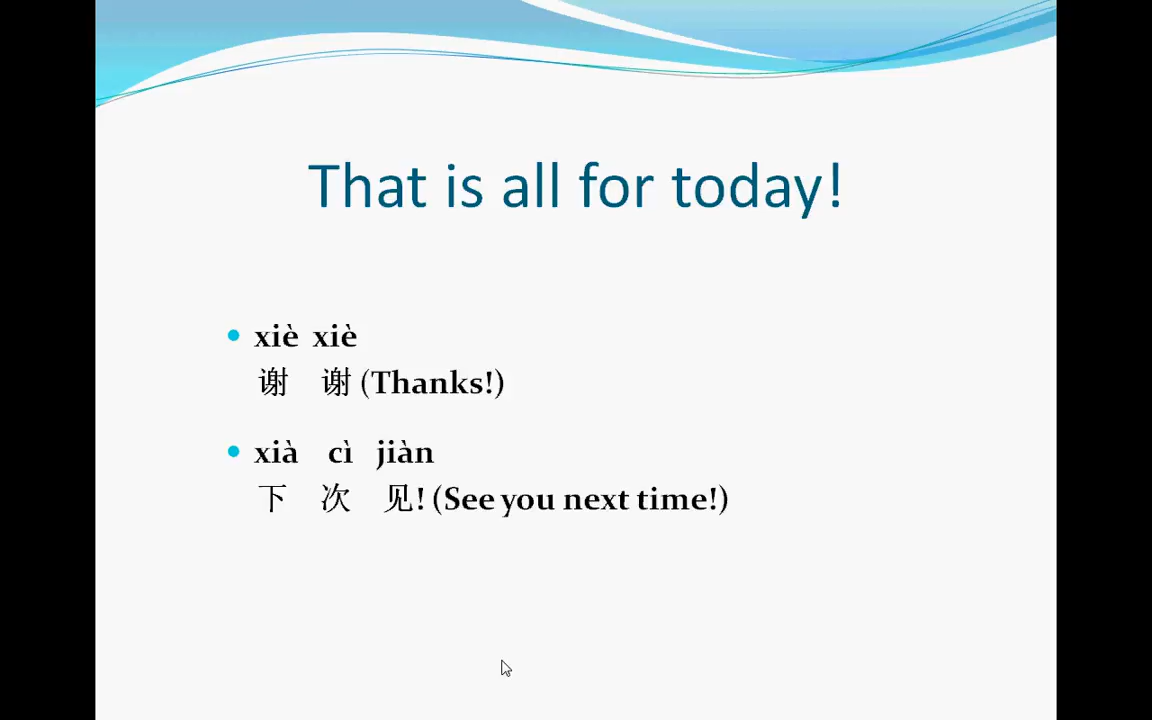 That is all for today!
xiè xiè
谢 谢 (Thanks!)
xià cì jiàn
下 次 见! (See you next time!)